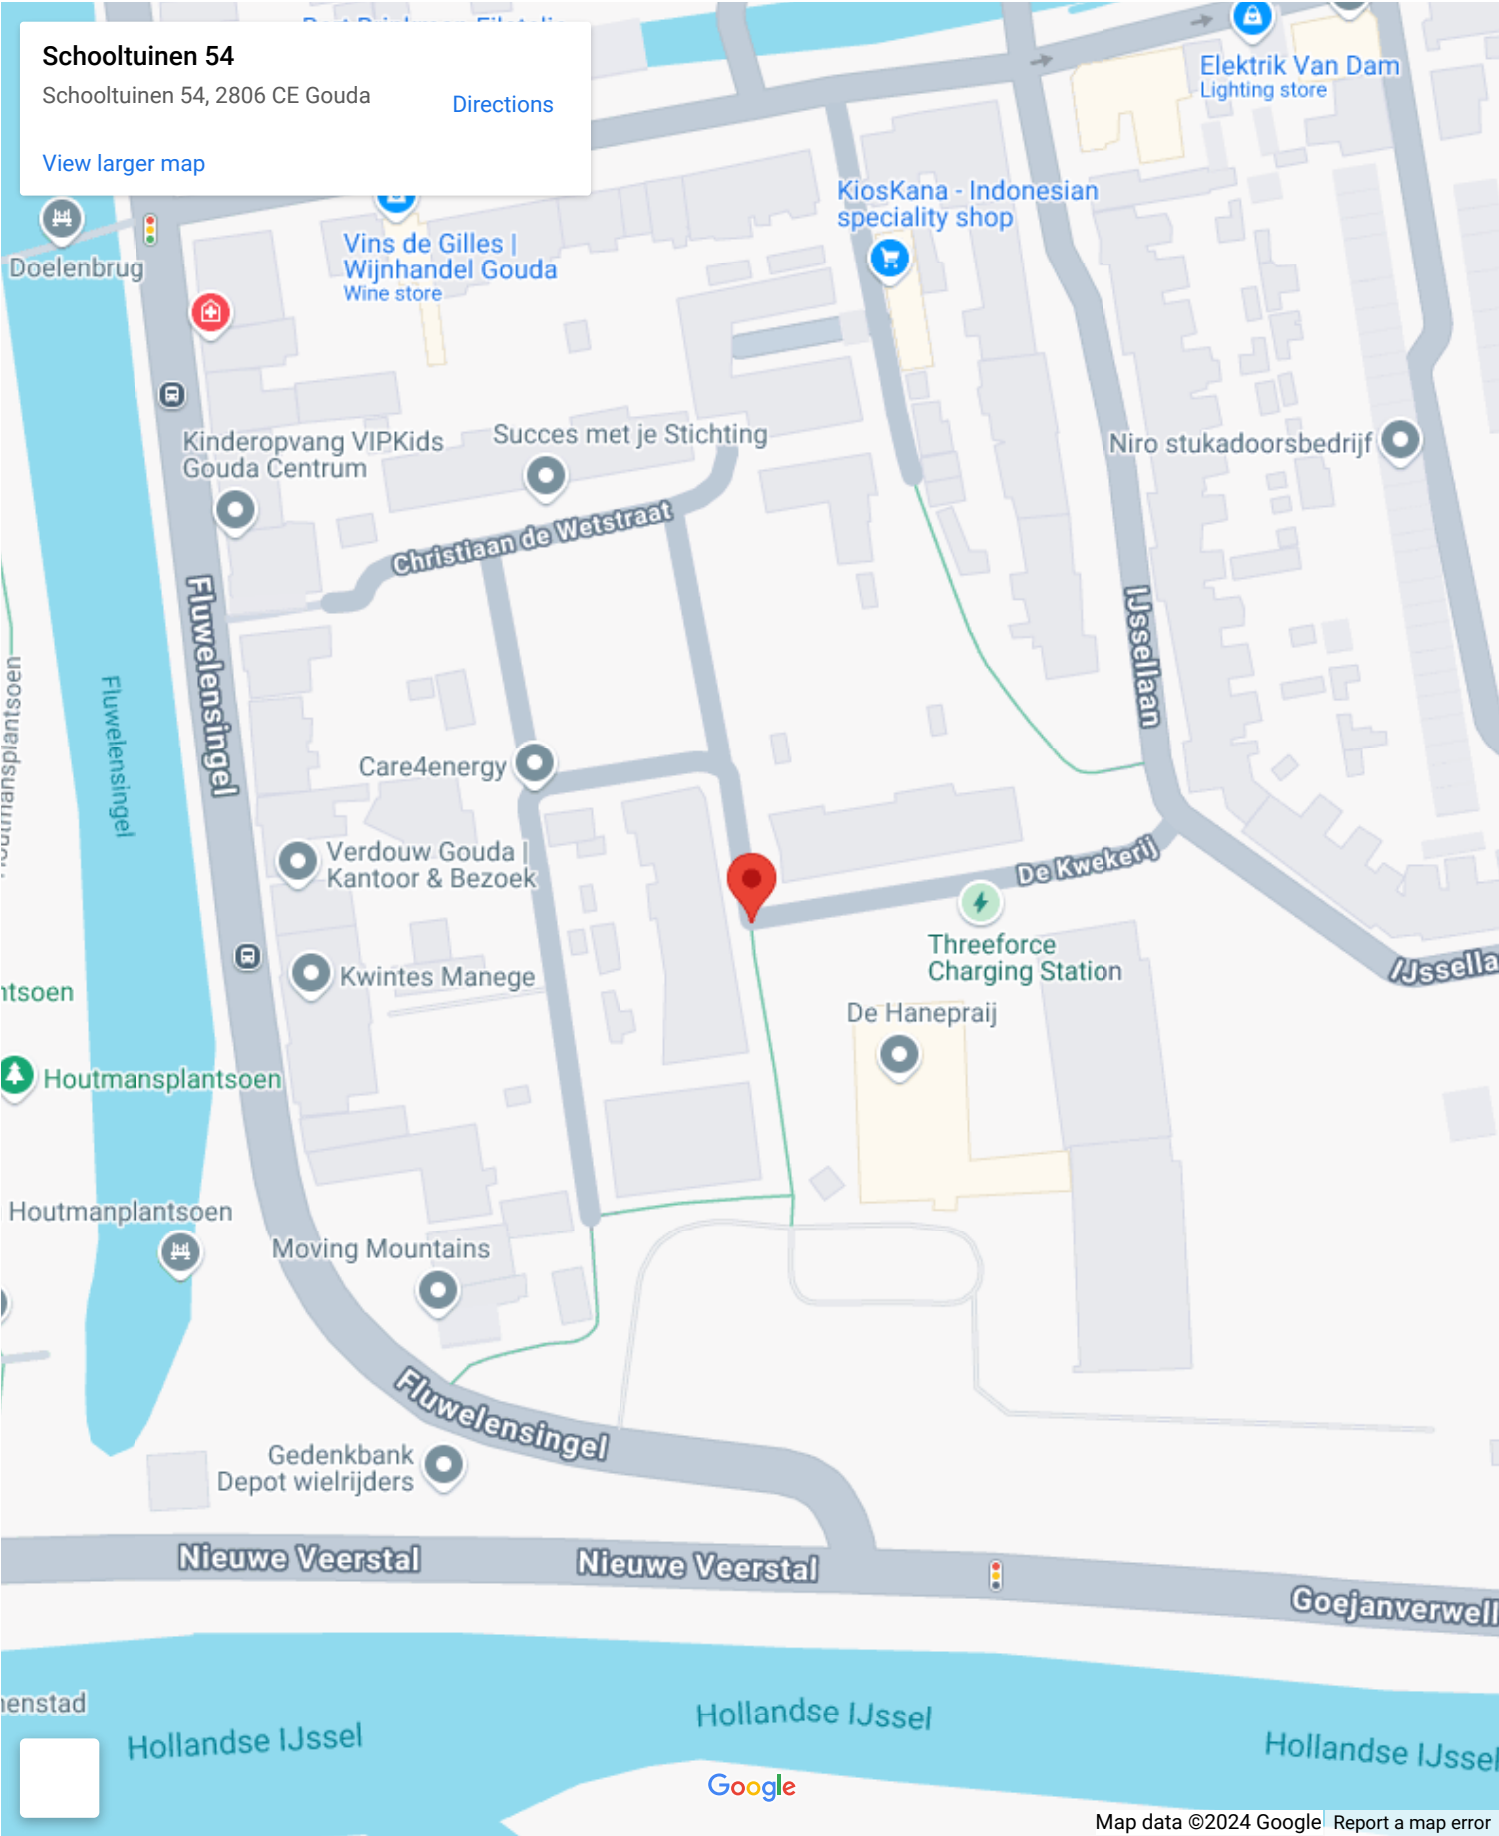 Schooltuinen 54
Schooltuinen 54, 2806 CE Gouda
Directions
View larger map
Elektrik Van Dam
Lighting store
KiosKana - Indonesian
speciality shop
Doelenbrug
Vins de Gilles |
Wijnhandel Gouda
Wine store
Kinderopvang VIPKids
Gouda Centrum
Succes met je Stichting
Niro stukadoorsbedrijf
Christiaan de Wetstraat
Fluwelensingel
IJssellaan
Fluwelensingel
Care4energy
Verdouw Gouda |
Kantoor & Bezoek
De Kwekerij
Threeforce
Charging Station
IJssella
Kwintes Manege
ntsoen
De Hanepraij
Houtmansplantsoen
Houtmanplantsoen
Moving Mountains
Fluwelensingel
Gedenkbank
Depot wielrijders
Nieuwe Veerstal
Nieuwe Veerstal
Goejanverwell
enstad
Hollandse IJssel
Hollandse IJssel
Hollandse IJssel
Google
Map data ©2024 Google
Report a map error